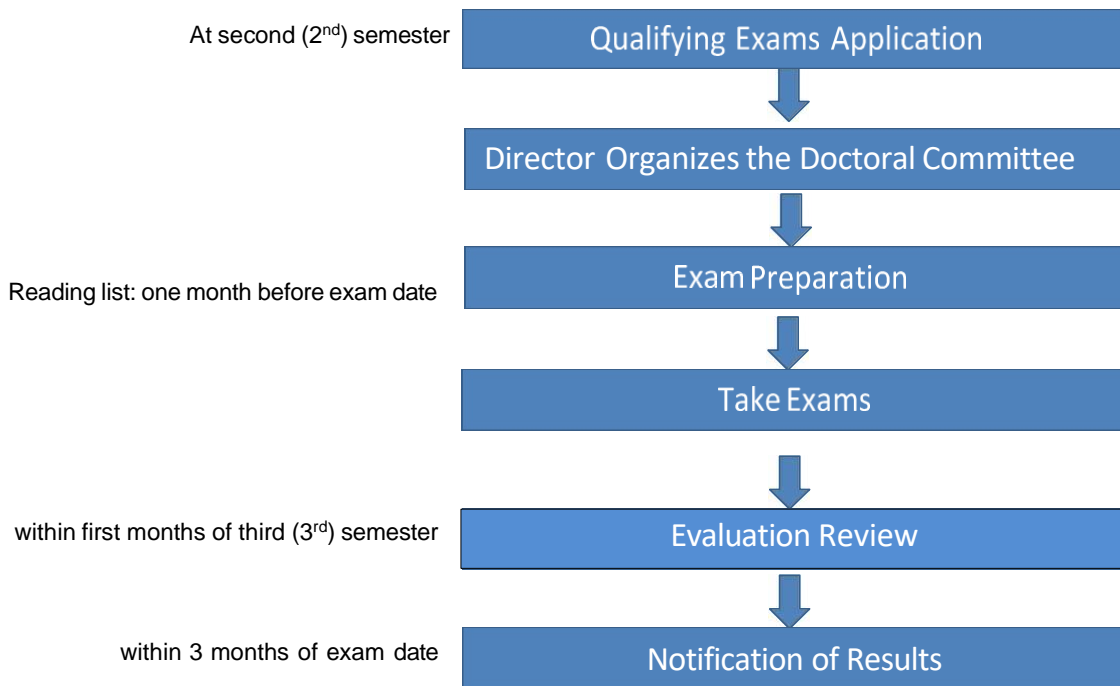 At second (2nd) semester
Qualifying Exams Application
Director Organizes the Doctoral Committee
Exam Preparation
Reading list: one month before exam date
Take Exams
within first months of third (3rd) semester
Evaluation Review
within 3 months of exam date
Notification of Results